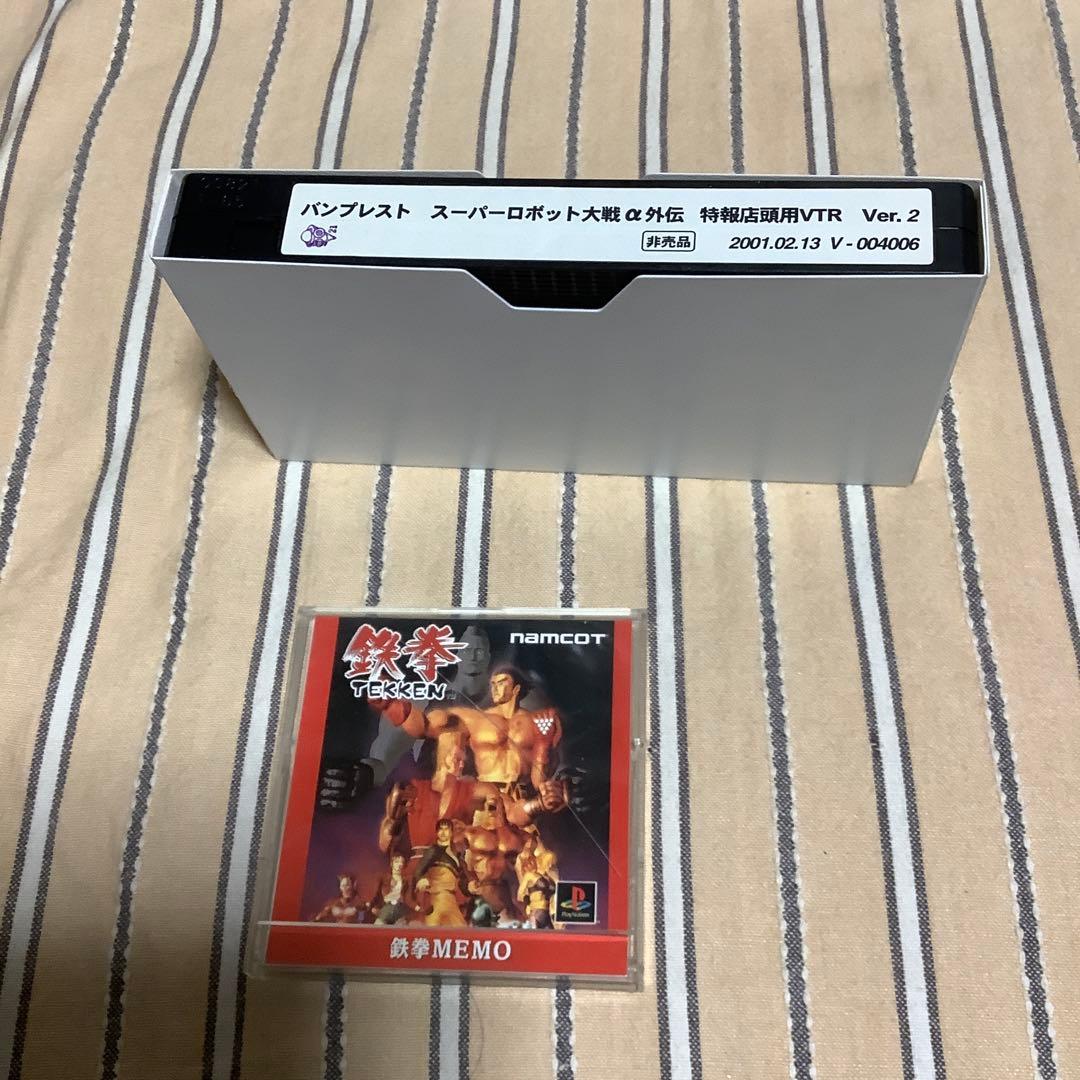 バンプレスト スーパーロボット大戦α外伝 特報店頭用VTR Ver. 2
非売品 2001.02.13 V-004006
鉄拳
TEKKEN
namcot
PlayStation
鉄拳MEMO